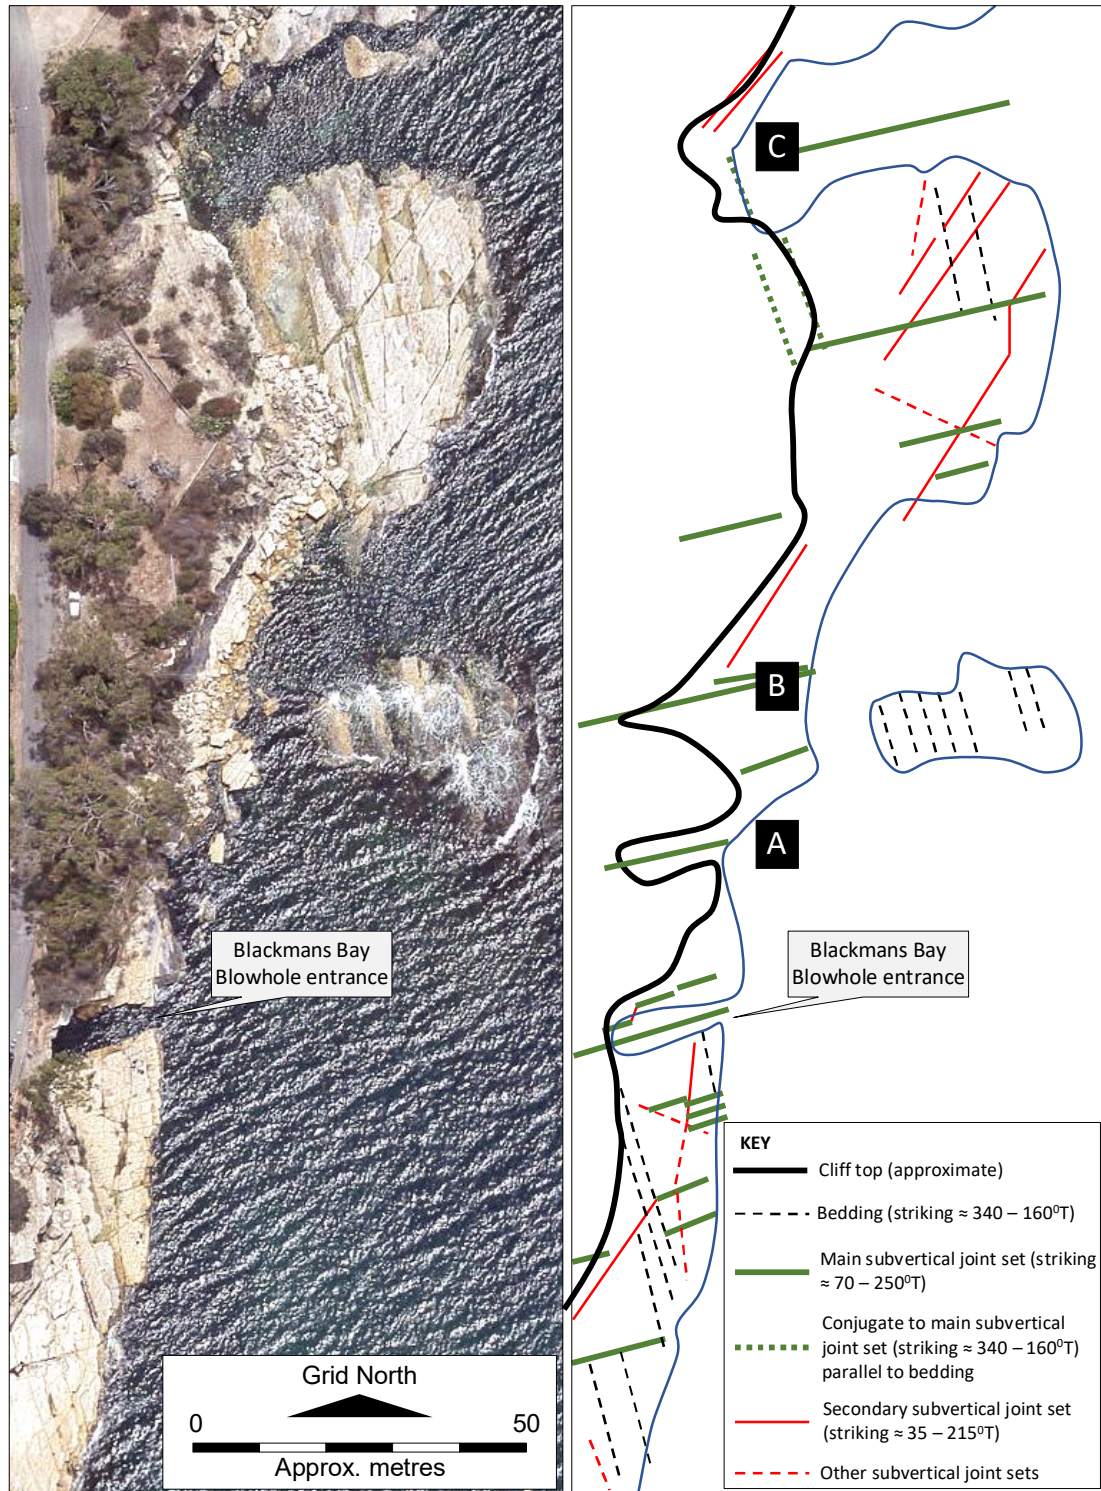 C
B
A
Blackmans Bay
Blowhole entrance
Blackmans Bay
Blowhole entrance
Grid North
0 50
Approx. metres
KEY
Cliff top (approximate)
Bedding (striking ≈ 340 – 160⁰T)
Main subvertical joint set (striking
≈ 70 – 250⁰T)
Conjugate to main subvertical
joint set (striking ≈ 340 – 160⁰T)
parallel to bedding
Secondary subvertical joint set
(striking ≈ 35 – 215⁰T)
Other subvertical joint sets